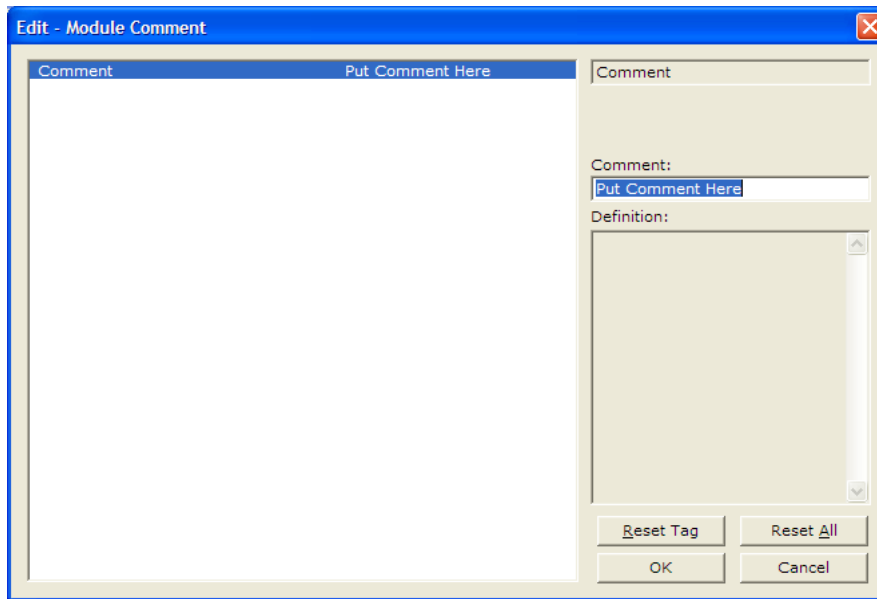 Edit - Module Comment
Comment Put Comment Here
Comment
Comment:
Put Comment Here
Definition:
Reset Tag Reset All
OK Cancel